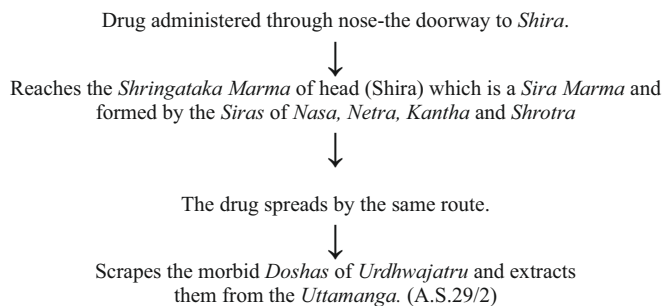 Drug administered through nose-the doorway to Shira.
Reaches the Shringataka Marma of head (Shira) which is a Sira Marma and
formed by the Siras of Nasa, Netra, Kantha and Shrotra
The drug spreads by the same route.
Scrapes the morbid Doshas of Urdhwajatru and extracts
them from the Uttamanga. (A.S.29/2)